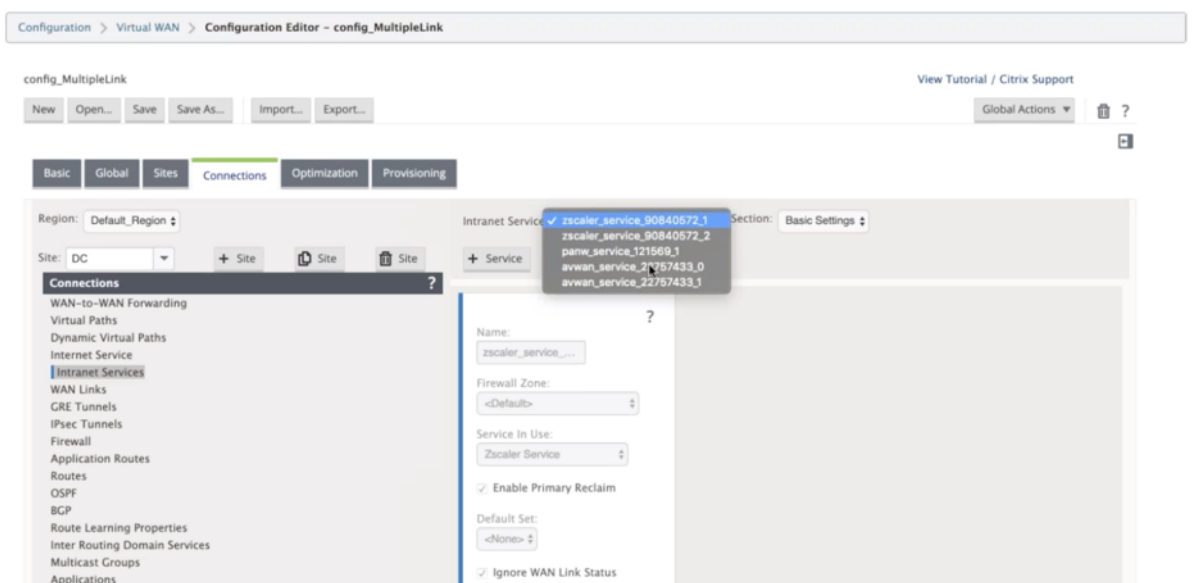 Configuration > Virtual WAN > Configuration Editor – config_MultipleLink
config_MultipleLink
View Tutorial / Citrix Support
New Open... Save Save As... Import... Export... Global Actions ?
Basic Global Sites Connections Optimization Provisioning
Region: Default_Region
Intranet Service
Section: Basic Settings
zscaler_service_90840572_1
zscaler_service_90840572_2
panw_service_121569_1
avwan_service_22757433_0
avwan_service_22757433_1
Site: DC + Site Site Site
+ Service
Connections ?
WAN-to-WAN Forwarding
Virtual Paths
Dynamic Virtual Paths
Internet Service
Intranet Services
WAN Links
GRE Tunnels
IPsec Tunnels
Firewall
Application Routes
Routes
OSPF
BGP
Route Learning Properties
Inter Routing Domain Services
Multicast Groups
Applications
?
Name:
zscaler_service_...
Firewall Zone:
<Default>
Service In Use:
Zscaler Service
Enable Primary Reclaim
Default Set:
<None>
Ignore WAN Link Status